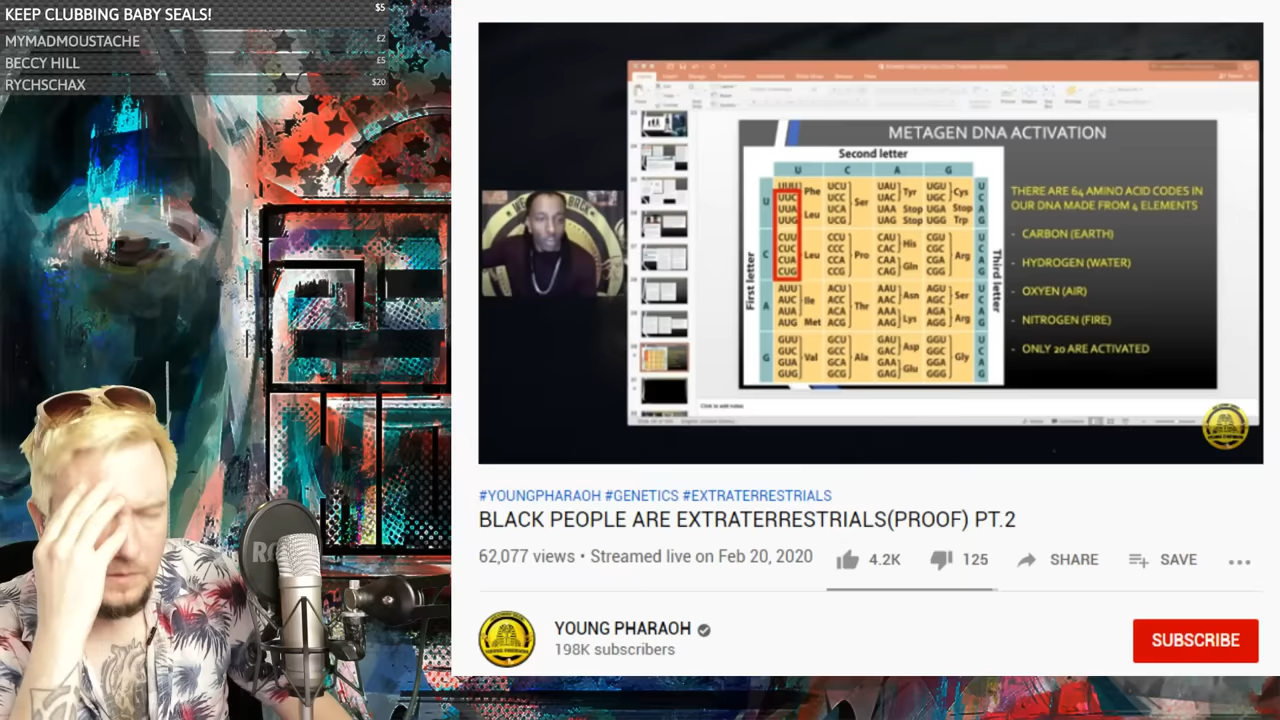 KEEP CLUBBING BABY SEALS! $5
MYMADMOUSTACHE £2
BECCY HILL £5
RYCHSCHAX $20
METAGEN DNA ACTIVATION
Second letter
U C A G
First letter
U
UUU
UUC
UUA
UUG
Phe
Leu
UCU
UCC
UCA
UCG
Ser
UAU
UAC
UAA Stop
UAG Stop
Tyr
UGU
UGC
UGA Stop
UGG Trp
Cys
U
C
A
G
C
CUU
CUC
CUA
CUG
Leu
CCU
CCC
CCA
CCG
Pro
CAU
CAC
CAA
CAG
His
Gln
CGU
CGC
CGA
CGG
Arg
U
C
A
G
A
AUU
AUC
AUA
AUG
Ile
Met
ACU
ACC
ACA
ACG
Thr
AAU
AAC
AAA
AAG
Asn
Lys
AGU
AGC
AGA
AGG
Ser
Arg
U
C
A
G
G
GUU
GUC
GUA
GUG
Val
GCU
GCC
GCA
GCG
Ala
GAU
GAC
GAA
GAG
Asp
Glu
GGU
GGC
GGA
GGG
Gly
U
C
A
G
Third letter
THERE ARE 64 AMINO ACID CODES IN
OUR DNA MADE FROM 4 ELEMENTS
- CARBON (EARTH)
- HYDROGEN (WATER)
- OXYEN (AIR)
- NITROGEN (FIRE)
- ONLY 20 ARE ACTIVATED
Click to add notes
YOUNG PHARAOH
#YOUNGPHARAOH #GENETICS #EXTRATERRESTRIALS
BLACK PEOPLE ARE EXTRATERRESTRIALS(PROOF) PT.2
62,077 views • Streamed live on Feb 20, 2020 4.2K 125 SHARE SAVE
YOUNG PHARAOH
198K subscribers
SUBSCRIBE
YOUNG PHARAOH